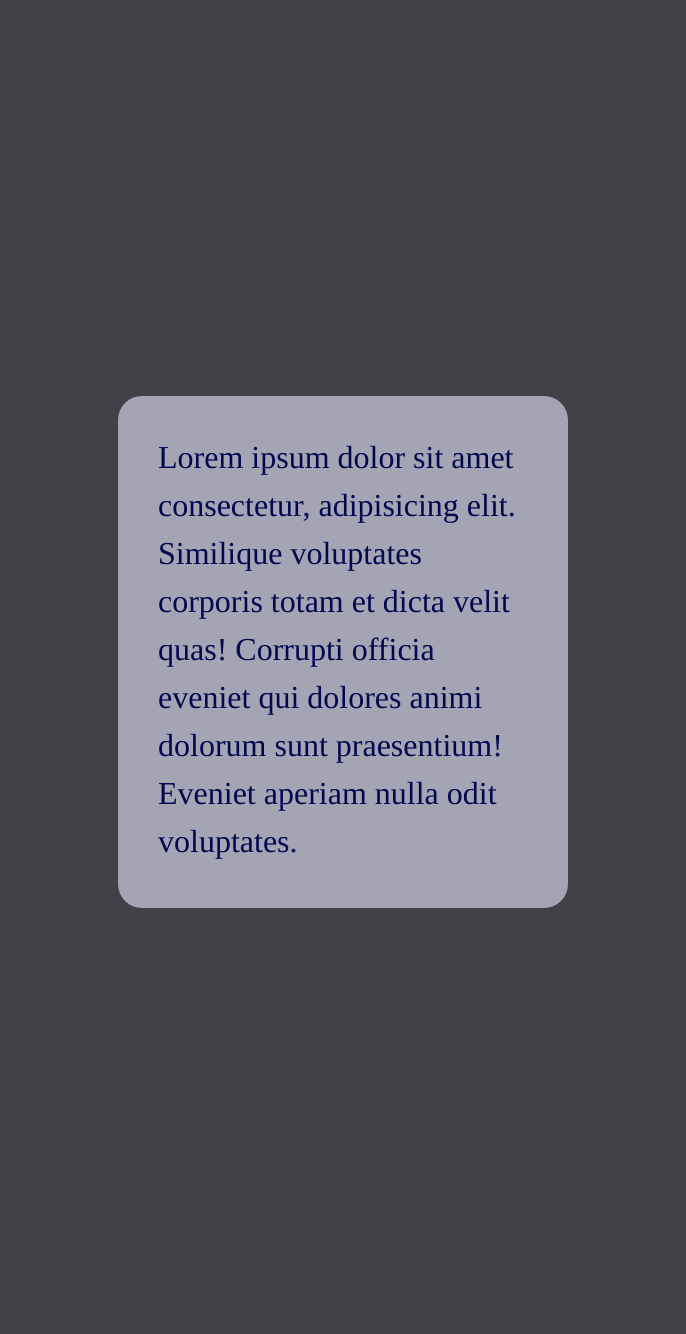 Lorem ipsum dolor sit amet
consectetur, adipisicing elit.
Similique voluptates
corporis totam et dicta velit
quas! Corrupti officia
eveniet qui dolores animi
dolorum sunt praesentium!
Eveniet aperiam nulla odit
voluptates.